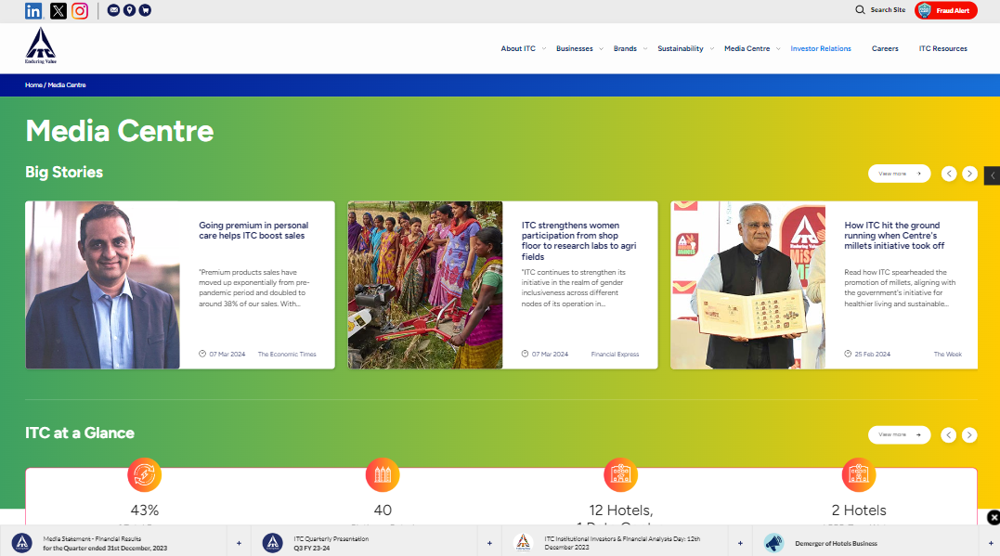 in
Search Site
Fraud Alert
Enduring Value
About ITC
Businesses
Brands
Sustainability
Media Centre
Investor Relations
Careers
ITC Resources
Home / Media Centre
Media Centre
Big Stories
View more
Going premium in personal
care helps ITC boost sales
"Premium products sales have
moved up exponentially from pre-
pandemic period and doubled to
around 38% of our sales. With...
07 Mar 2024
The Economic Times
ITC strengthens women
participation from shop
floor to research labs to agri
fields
"ITC continues to strengthen its
initiative in the realm of gender
inclusiveness across different
nodes of its operation in...
07 Mar 2024
Financial Express
How ITC hit the ground
running when Centre's
millets initiative took off
Read how ITC spearheaded the
promotion of millets, aligning with
the government's initiative for
healthier living and sustainable...
25 Feb 2024
The Week
ITC at a Glance
View more
43%
40
12 Hotels,
2 Hotels
Media Statement - Financial Results
for the Quarter ended 31st December, 2023
ITC Quarterly Presentation
Q3 FY 23-24
ITC Institutional Investors & Financial Analysts Day: 12th
December 2023
Demerger of Hotels Business